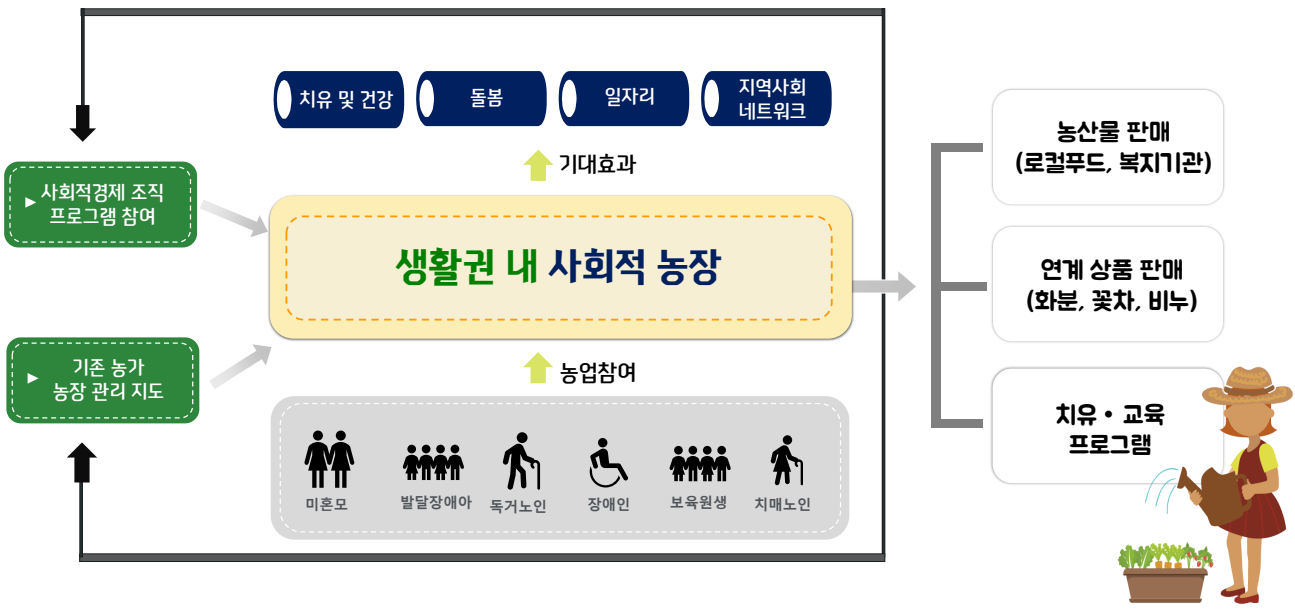 치유 및 건강
돌봄
일자리
지역사회
네트워크
기대효과
▶ 사회적경제 조직
프로그램 참여
생활권 내 사회적 농장
▶ 기존 농가
농장 관리 지도
농업참여
미혼모
발달장애아
독거노인
장애인
보육원생
치매노인
농산물 판매
(로컬푸드, 복지기관)
연계 상품 판매
(화분, 꽃차, 비누)
치유 • 교육
프로그램